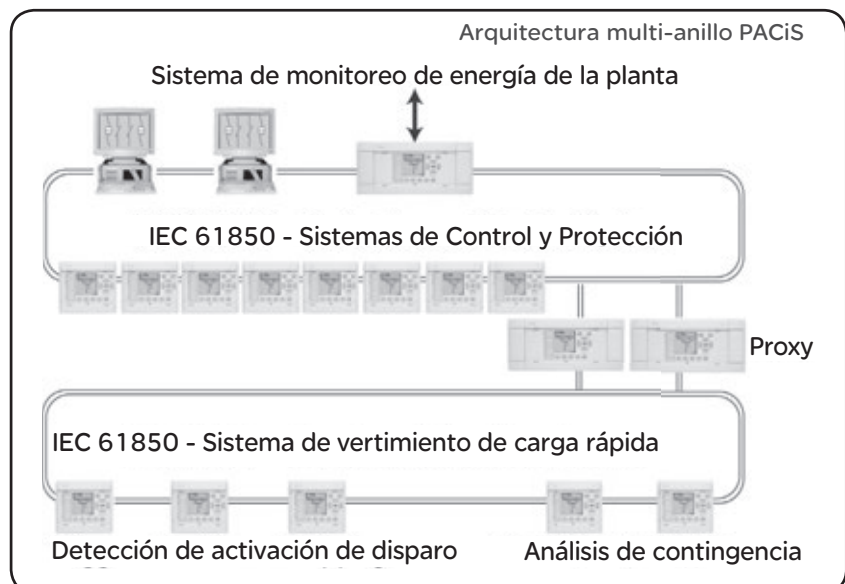 Arquitectura multi-anillo PACiS
Sistema de monitoreo de energía de la planta
IEC 61850 - Sistemas de Control y Protección
Proxy
IEC 61850 - Sistema de vertimiento de carga rápida
Detección de activación de disparo
Análisis de contingencia